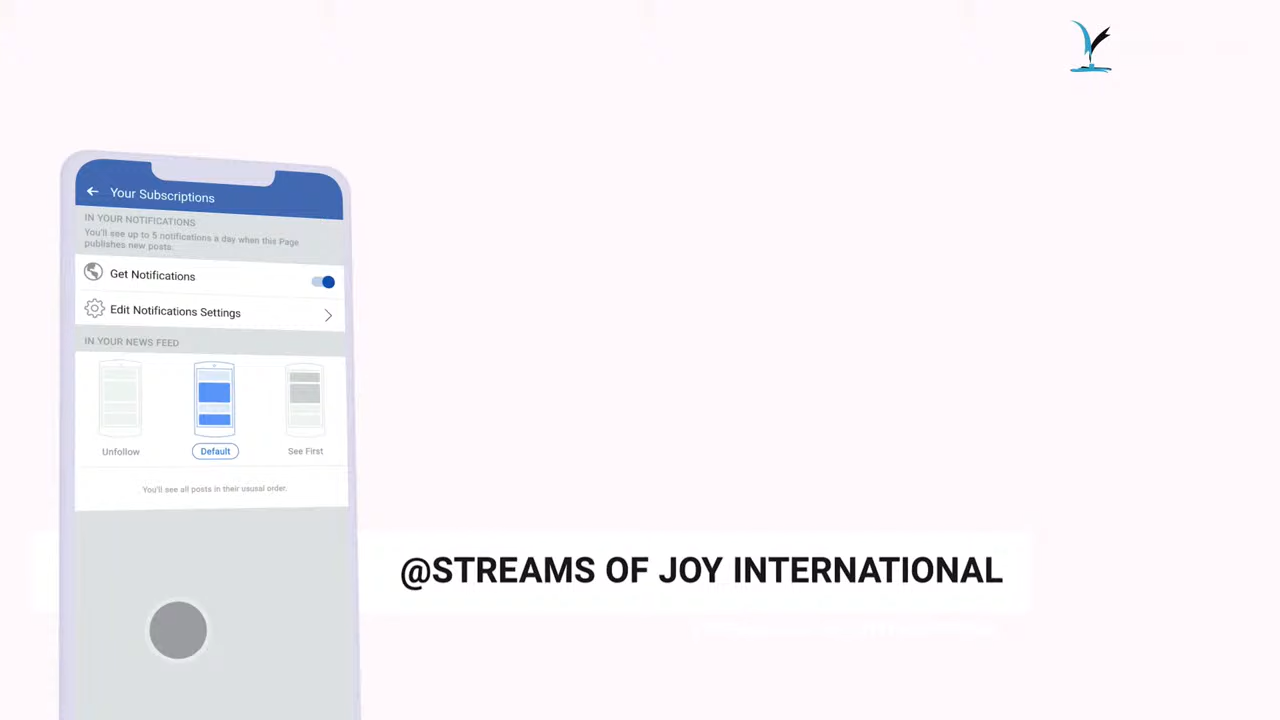 Your Subscriptions
IN YOUR NOTIFICATIONS
You'll see up to 5 notifications a day when this Page
publishes new posts.
Get Notifications
Edit Notifications Settings
IN YOUR NEWS FEED
Unfollow
Default
See First
You'll see all posts in their ususal order.
@STREAMS OF JOY INTERNATIONAL